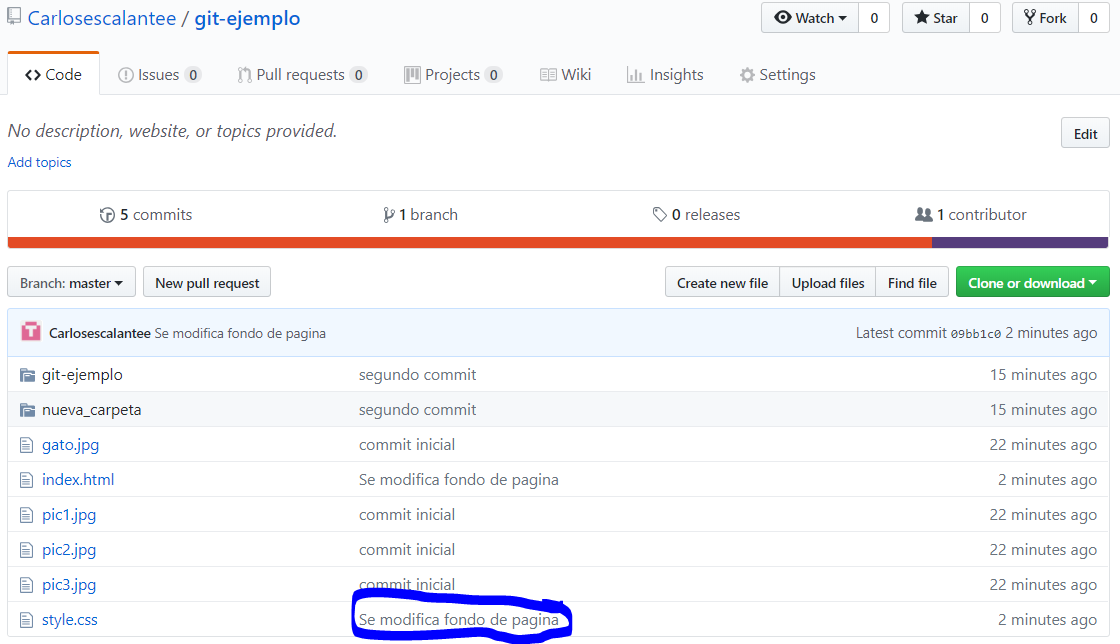 Carlosescalantee / git-ejemplo Watch 0 Star 0 Fork 0
Code Issues 0 Pull requests 0 Projects 0 Wiki Insights Settings
No description, website, or topics provided. Edit
Add topics
5 commits 1 branch 0 releases 1 contributor
Branch: master New pull request Create new file Upload files Find file Clone or download
Carlosescalantee Se modifica fondo de pagina Latest commit 09bb1c0 2 minutes ago
git-ejemplo segundo commit 15 minutes ago
nueva_carpeta segundo commit 15 minutes ago
gato.jpg commit inicial 22 minutes ago
index.html Se modifica fondo de pagina 2 minutes ago
pic1.jpg commit inicial 22 minutes ago
pic2.jpg commit inicial 22 minutes ago
pic3.jpg commit inicial 22 minutes ago
style.css Se modifica fondo de pagina 2 minutes ago